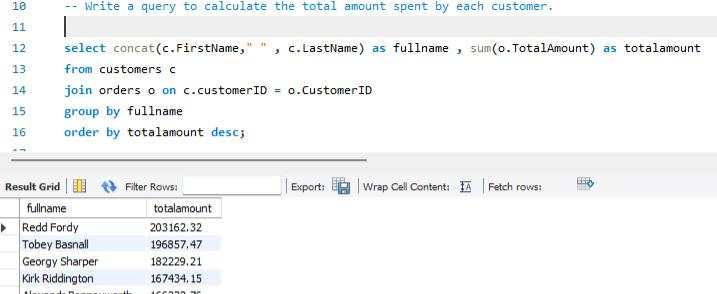 10 -- Write a query to calculate the total amount spent by each customer.
11
12 select concat(c.FirstName," " , c.LastName) as fullname , sum(o.TotalAmount) as totalamount
13 from customers c
14 join orders o on c.customerID = o.CustomerID
15 group by fullname
16 order by totalamount desc;
Result Grid Filter Rows: Export: Wrap Cell Content: Fetch rows:
fullname totalamount
Redd Fordy 203162.32
Tobey Basnall 196857.47
Georgy Sharper 182229.21
Kirk Riddington 167434.15